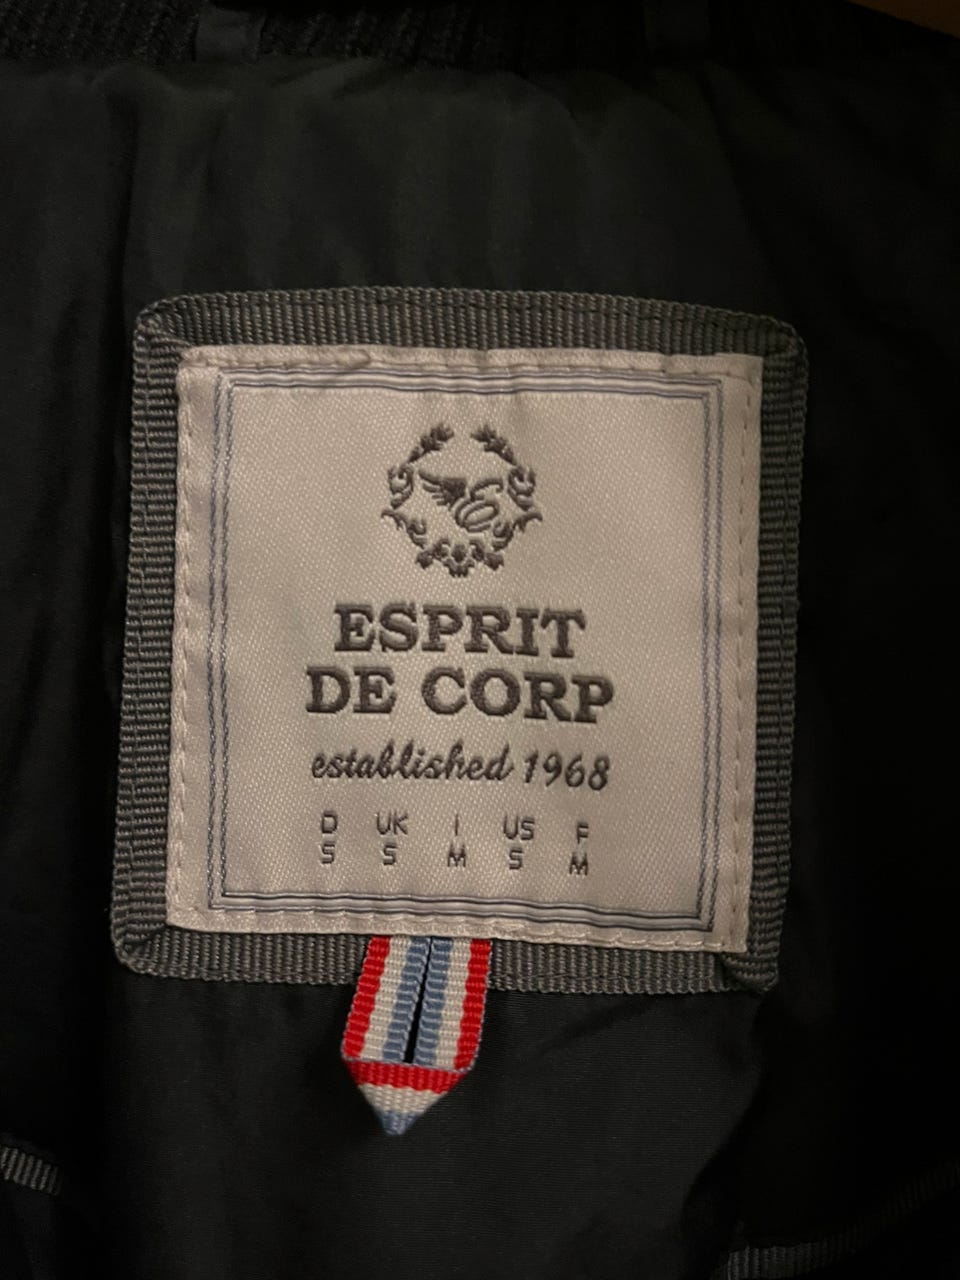 ESPRIT
DE CORP
established 1968
D UK I US F
S S M S M